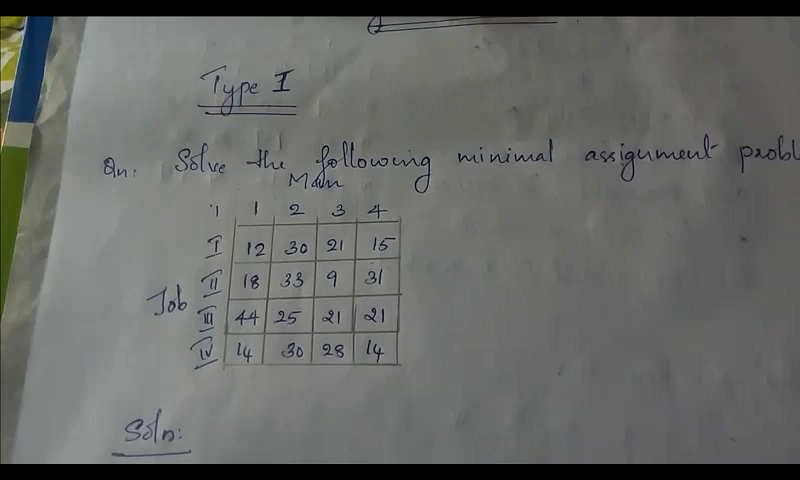 Type I
Qn: Solve the following minimal assignment probl
Man
1 2 3 4
I 12 30 21 15
II 18 33 9 31
Job
III 44 25 21 21
IV 14 30 28 14
Soln: